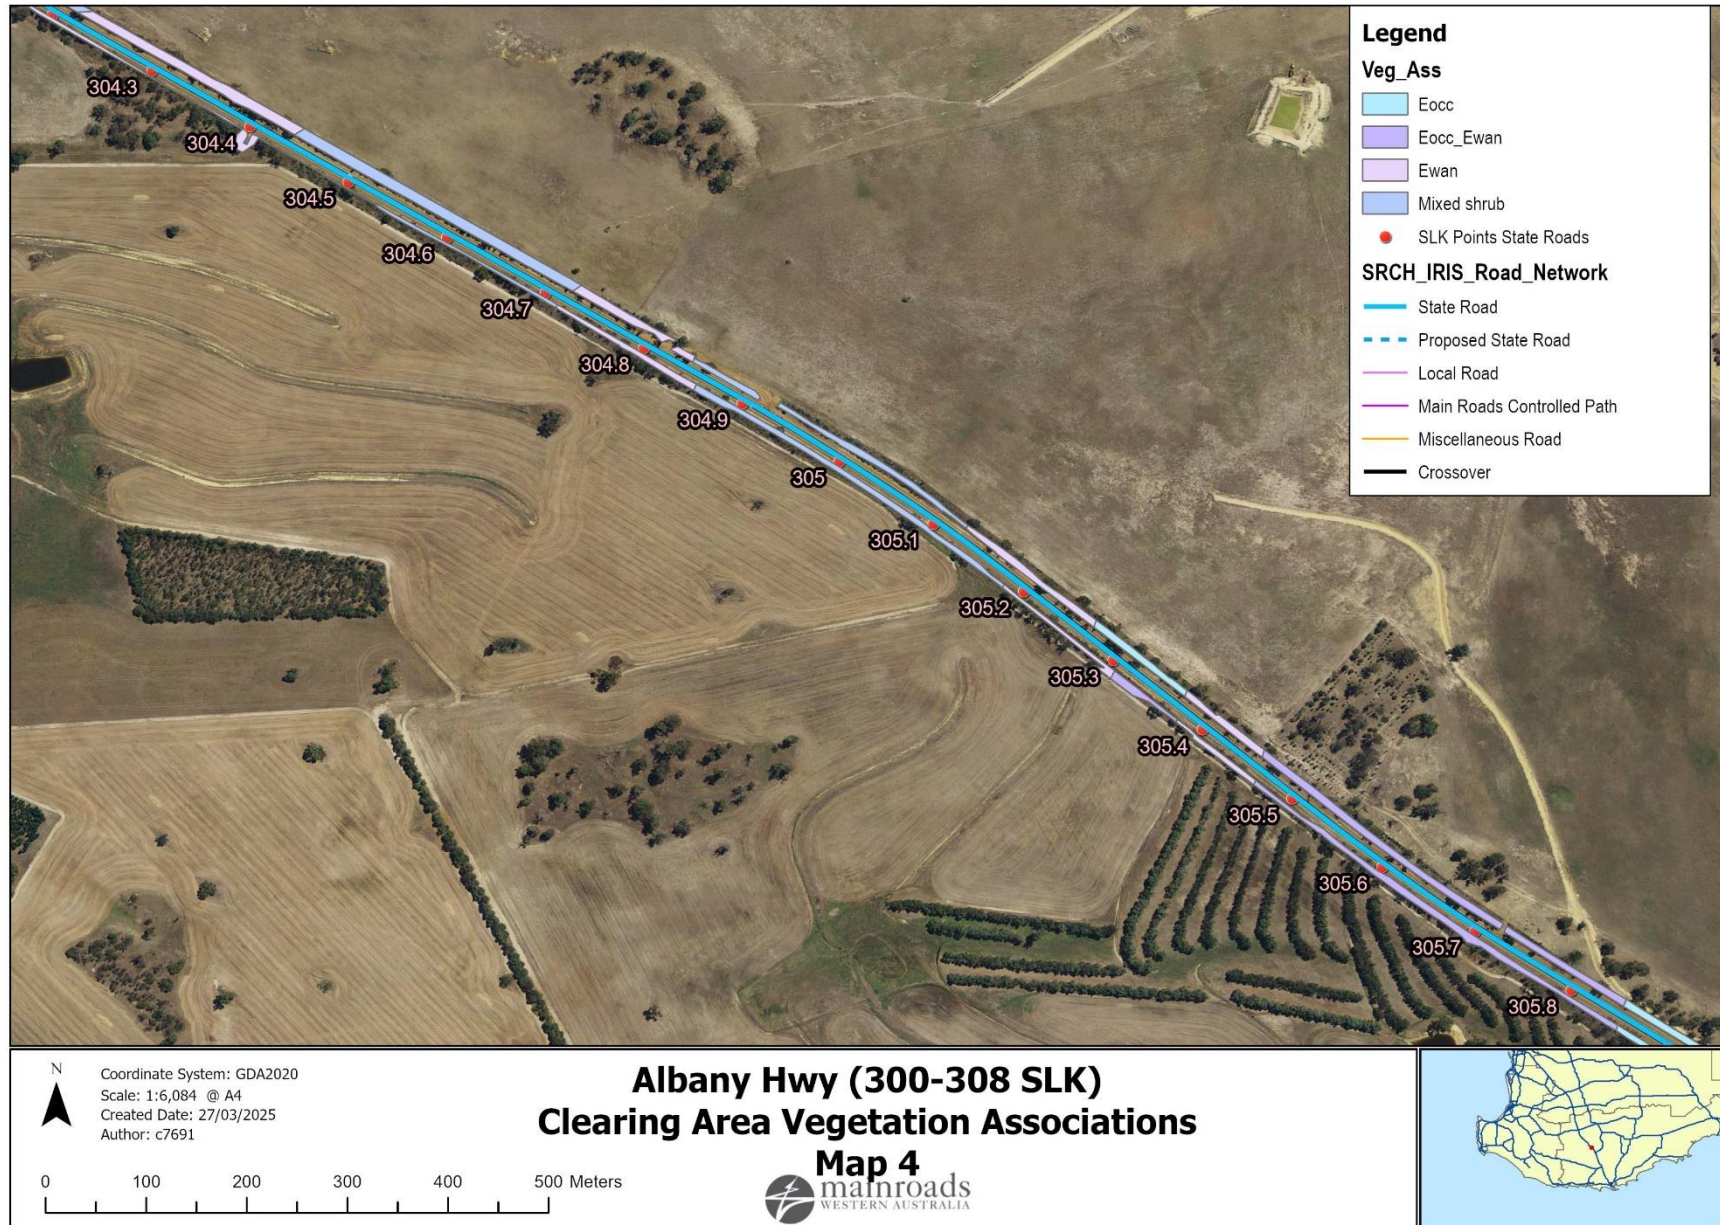 304.3
304.4
304.5
304.6
304.7
304.8
304.9
305
305.1
305.2
305.3
305.4
305.5
305.6
305.7
305.8
Legend
Veg_Ass
Eocc
Eocc_Ewan
Ewan
Mixed shrub
SLK Points State Roads
SRCH_IRIS_Road_Network
State Road
Proposed State Road
Local Road
Main Roads Controlled Path
Miscellaneous Road
Crossover
N
Coordinate System: GDA2020
Scale: 1:6,084 @ A4
Created Date: 27/03/2025
Author: c7691
0 100 200 300 400 500 Meters
Albany Hwy (300-308 SLK)
Clearing Area Vegetation Associations
Map 4
mainroads
WESTERN AUSTRALIA